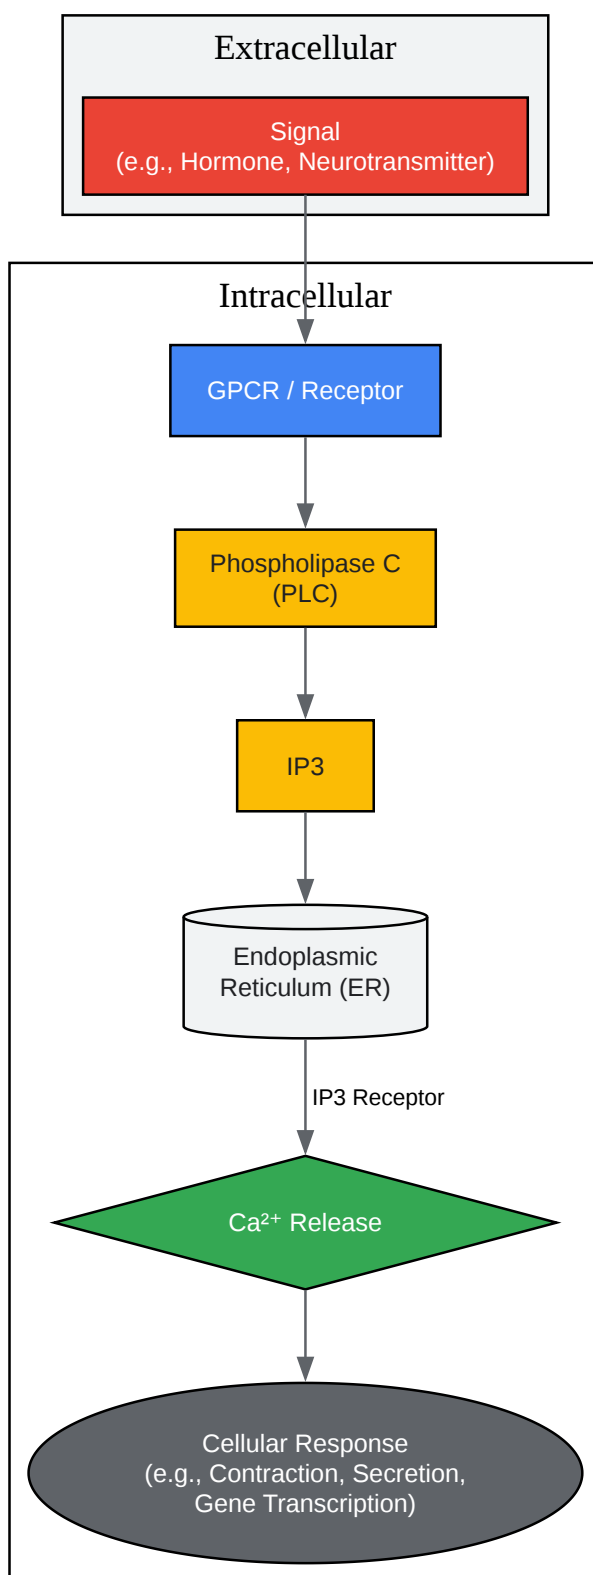 Extracellular
Signal
(e.g., Hormone, Neurotransmitter)
Intracellular
GPCR / Receptor
Phospholipase C
(PLC)
IP3
Endoplasmic
Reticulum (ER)
IP3 Receptor
Ca²⁺ Release
Cellular Response
(e.g., Contraction, Secretion,
Gene Transcription)